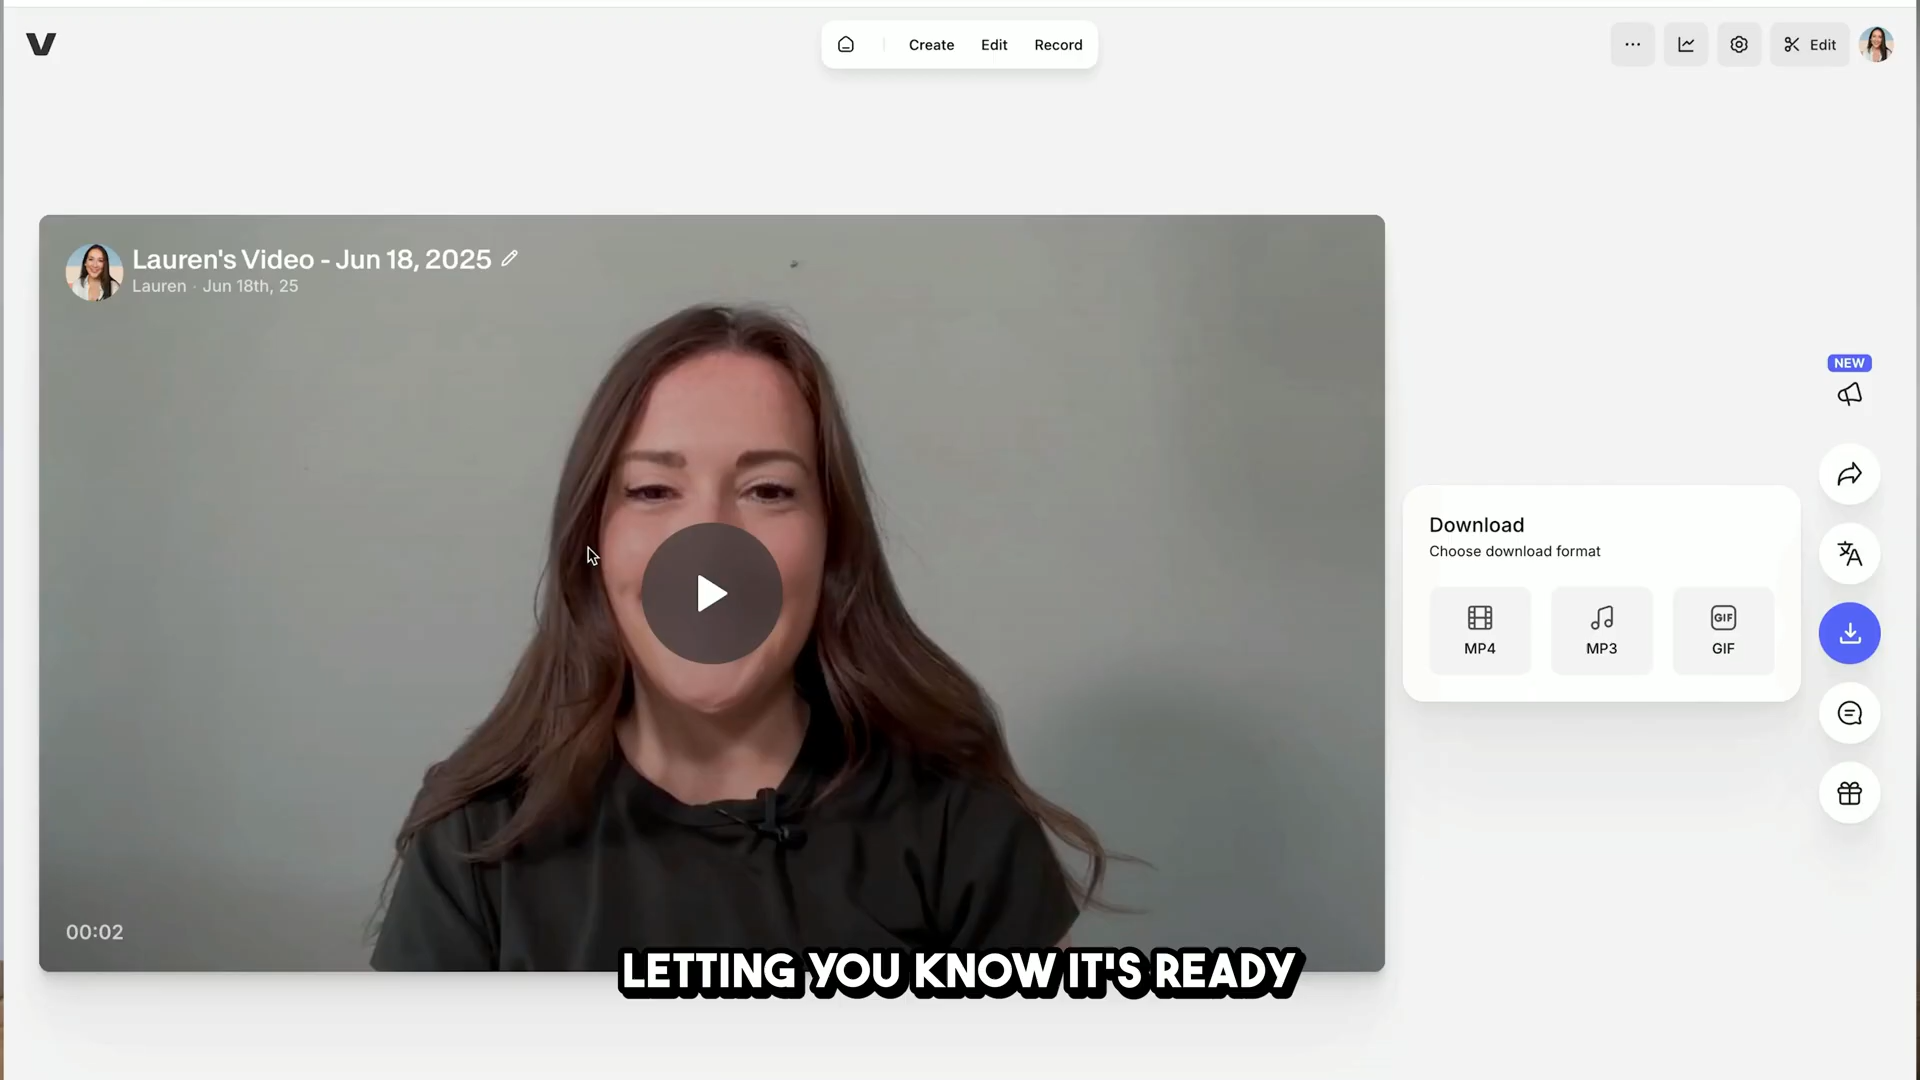 Create Edit Record
Edit
Lauren's Video - Jun 18, 2025
Lauren · Jun 18th, 25
NEW
Download
Choose download format
GIF
MP4 MP3 GIF
00:02
LETTING YOU KNOW IT'S READY